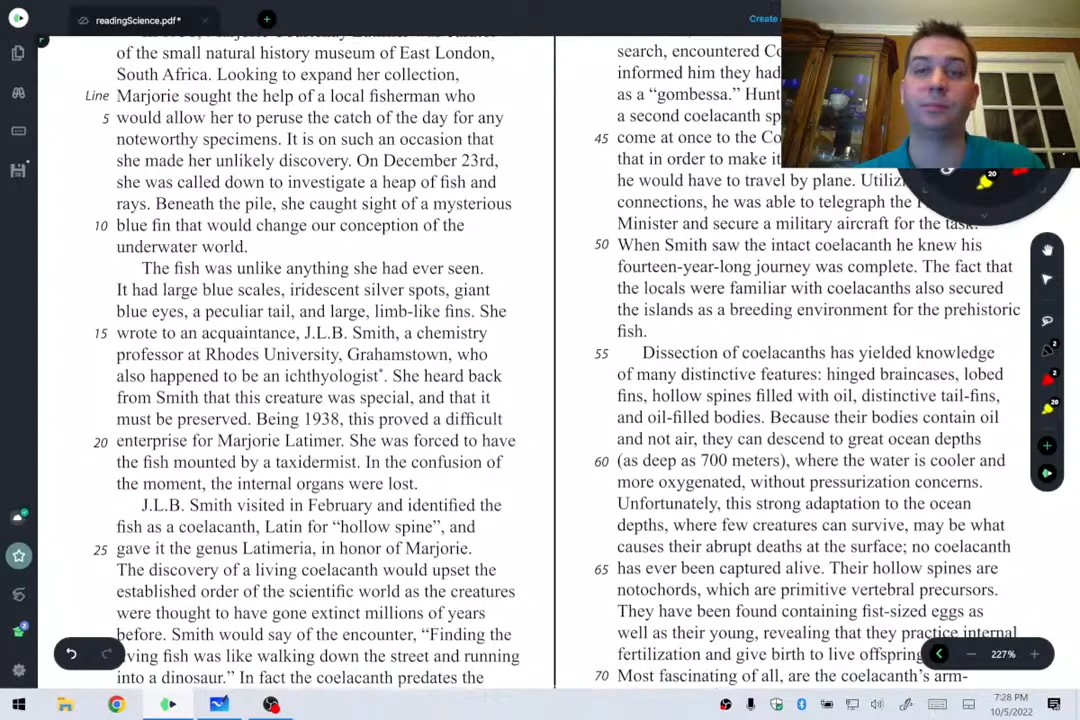 readingScience.pdf*
Create
of the small natural history museum of East London,
South Africa. Looking to expand her collection,
Line Marjorie sought the help of a local fisherman who
5 would allow her to peruse the catch of the day for any
noteworthy specimens. It is on such an occasion that
she made her unlikely discovery. On December 23rd,
she was called down to investigate a heap of fish and
rays. Beneath the pile, she caught sight of a mysterious
10 blue fin that would change our conception of the
underwater world.
The fish was unlike anything she had ever seen.
It had large blue scales, iridescent silver spots, giant
blue eyes, a peculiar tail, and large, limb-like fins. She
15 wrote to an acquaintance, J.L.B. Smith, a chemistry
professor at Rhodes University, Grahamstown, who
also happened to be an ichthyologist*. She heard back
from Smith that this creature was special, and that it
must be preserved. Being 1938, this proved a difficult
20 enterprise for Marjorie Latimer. She was forced to have
the fish mounted by a taxidermist. In the confusion of
the moment, the internal organs were lost.
J.L.B. Smith visited in February and identified the
fish as a coelacanth, Latin for “hollow spine”, and
25 gave it the genus Latimeria, in honor of Marjorie.
The discovery of a living coelacanth would upset the
established order of the scientific world as the creatures
were thought to have gone extinct millions of years
before. Smith would say of the encounter, “Finding the
living fish was like walking down the street and running
into a dinosaur.” In fact the coelacanth predates the
search, encountered Co
informed him they had
as a “gombessa.” Hunt
a second coelacanth sp
45 come at once to the Co
that in order to make it
he would have to travel by plane. Utiliz
connections, he was able to telegraph the
Minister and secure a military aircraft for the task.
50 When Smith saw the intact coelacanth he knew his
fourteen-year-long journey was complete. The fact that
the locals were familiar with coelacanths also secured
the islands as a breeding environment for the prehistoric
fish.
55 Dissection of coelacanths has yielded knowledge
of many distinctive features: hinged braincases, lobed
fins, hollow spines filled with oil, distinctive tail-fins,
and oil-filled bodies. Because their bodies contain oil
and not air, they can descend to great ocean depths
60 (as deep as 700 meters), where the water is cooler and
more oxygenated, without pressurization concerns.
Unfortunately, this strong adaptation to the ocean
depths, where few creatures can survive, may be what
causes their abrupt deaths at the surface; no coelacanth
65 has ever been captured alive. Their hollow spines are
notochords, which are primitive vertebral precursors.
They have been found containing fist-sized eggs as
well as their young, revealing that they practice internal
fertilization and give birth to live offspring
70 Most fascinating of all, are the coelacanth’s arm-
20
2
2
20
2
227%
7:28 PM
10/5/2022